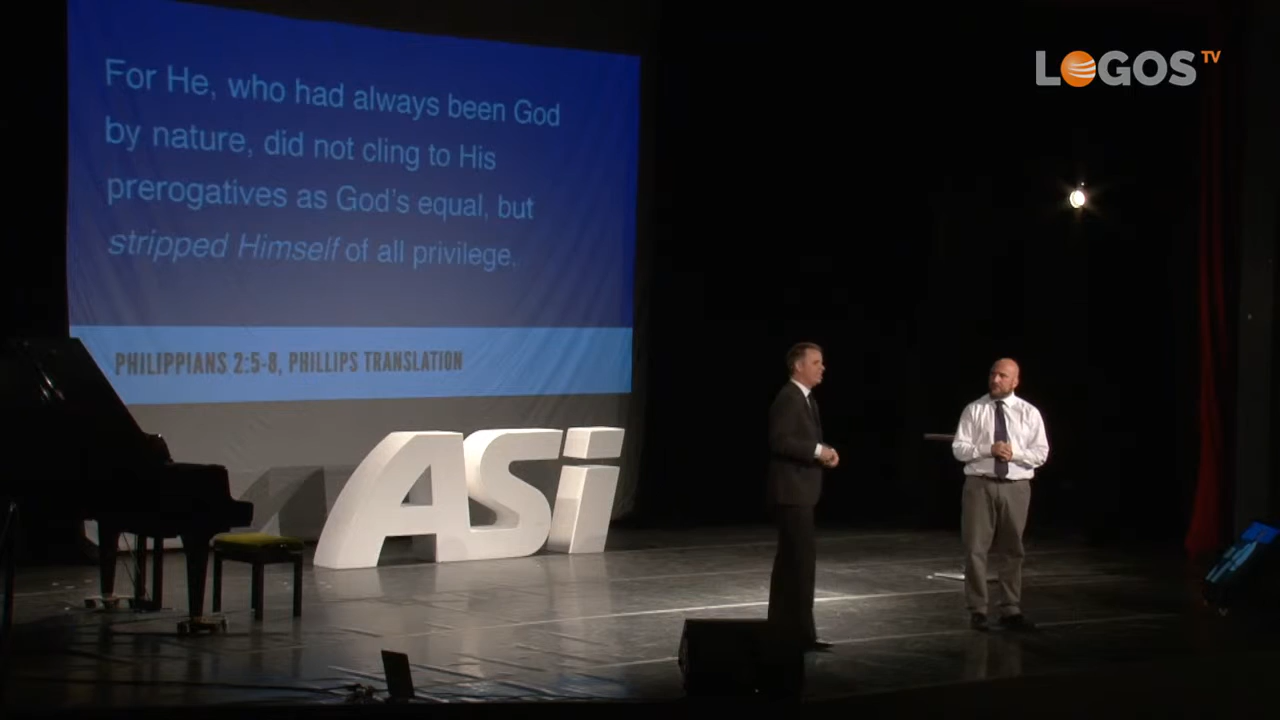 For He, who had always been God
by nature, did not cling to His
prerogatives as God's equal, but
stripped Himself of all privilege.
PHILIPPIANS 2:5-8, PHILLIPS TRANSLATION
LOGOS TV
ASi